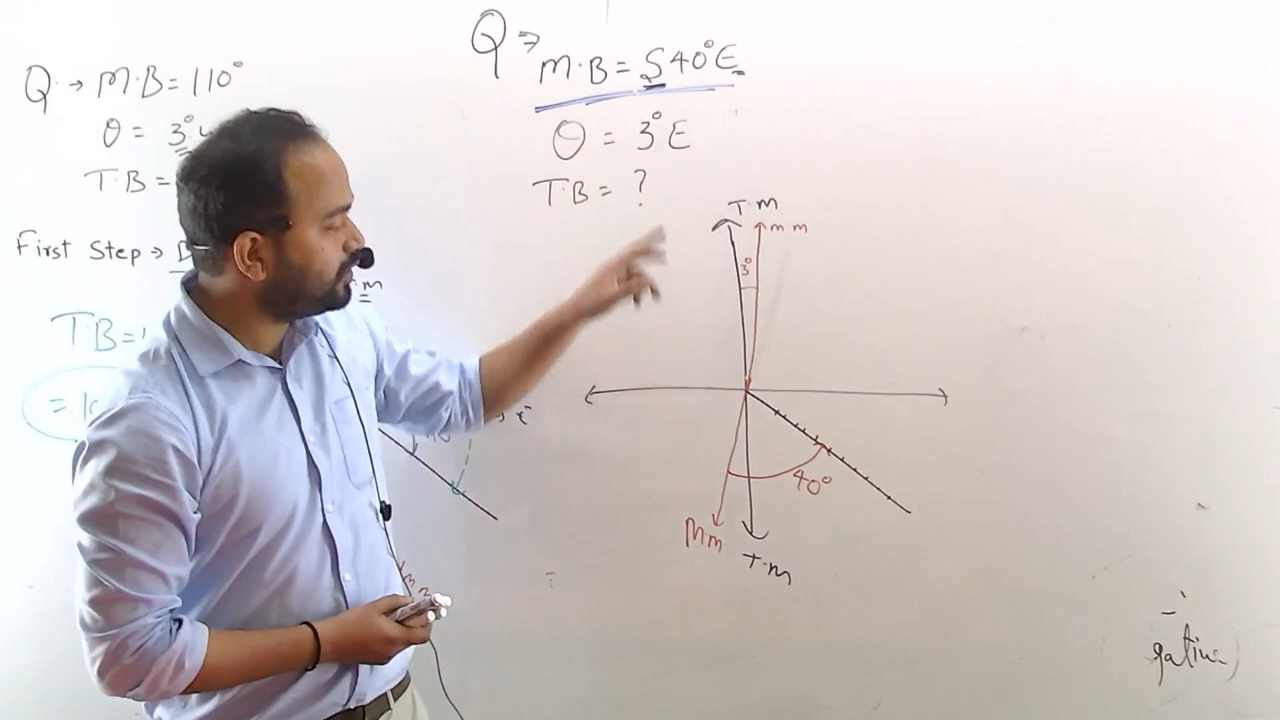 Q. → M.B = 110°
θ = 3°
T.B =
First Step →
m
T.B =
=
Q →
M.B = S40°E
θ = 3°E
T.B = ?
T.m
m m
3°
40°
Mm
T.m